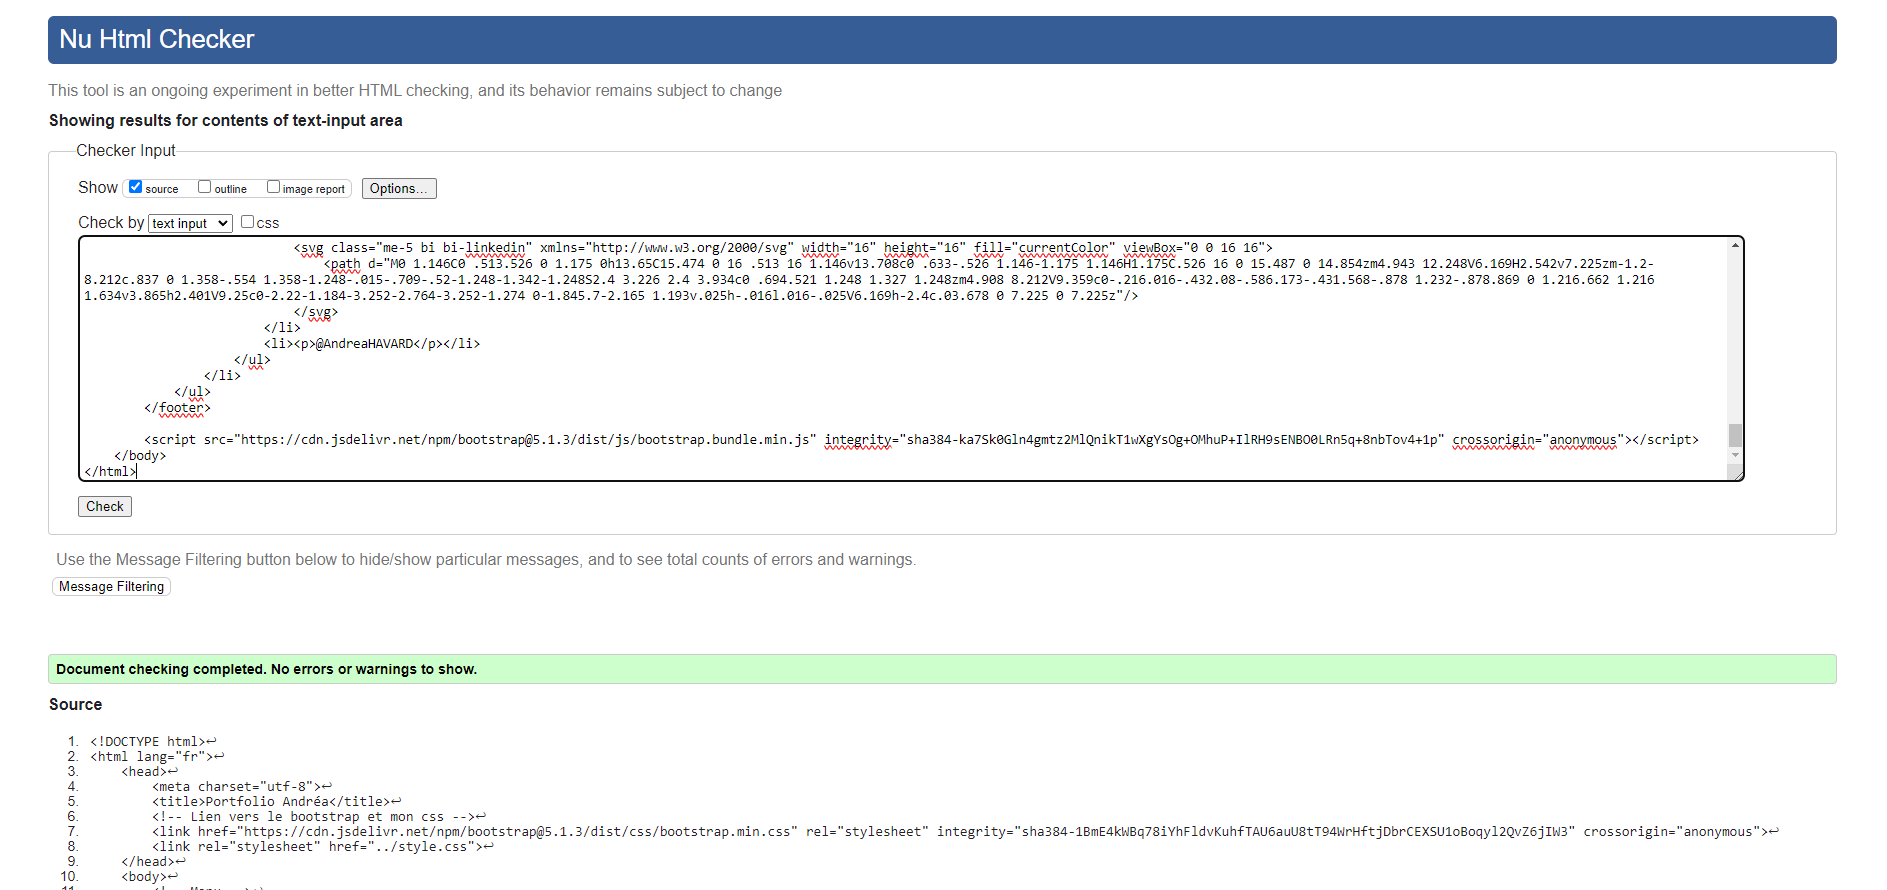 Nu Html Checker
This tool is an ongoing experiment in better HTML checking, and its behavior remains subject to change
Showing results for contents of text-input area
Checker Input
Show source outline image report Options...
Check by text input css
<svg class="me-5 bi bi-linkedin" xmlns="http://www.w3.org/2000/svg" width="16" height="16" fill="currentColor" viewBox="0 0 16 16">
<path d="M0 1.146C0 .513.526 0 1.175 0h13.65C15.474 0 16 .513 16 1.146v13.708c0 .633-.526 1.146-1.175 1.146H1.175C.526 16 0 15.487 0 14.854zm4.943 12.248V6.169H2.542v7.225zm-1.2-
8.212c.837 0 1.358-.554 1.358-1.248-.015-.709-.52-1.248-1.342-1.248S2.4 3.226 2.4 3.934c0 .694.521 1.248 1.327 1.248zm4.908 8.212V9.359c0-.216.016-.432.08-.586.173-.431.568-.878 1.232-.878.869 0 1.216.662 1.216
1.634v3.865h2.401V9.25c0-2.22-1.184-3.252-2.764-3.252-1.274 0-1.845.7-2.165 1.193v.025h-.016l.016-.025V6.169h-2.4c.03.678 0 7.225 0 7.225z"/>
</svg>
</li>
<li><p>@AndreaHAVARD</p></li>
</ul>
</li>
</ul>
</footer>
<script src="https://cdn.jsdelivr.net/npm/bootstrap@5.1.3/dist/js/bootstrap.bundle.min.js" integrity="sha384-ka7Sk0Gln4gmtz2MlQnikT1wXgYsOg+OMhuP+IlRH9sENBO0LRn5q+8nbTov4+1p" crossorigin="anonymous"></script>
</body>
</html>
Check
Use the Message Filtering button below to hide/show particular messages, and to see total counts of errors and warnings.
Message Filtering
Document checking completed. No errors or warnings to show.
Source
1. <!DOCTYPE html>↩
2. <html lang="fr">↩
3. <head>↩
4. <meta charset="utf-8">↩
5. <title>Portfolio Andréa</title>↩
6. <!-- Lien vers le bootstrap et mon css -->↩
7. <link href="https://cdn.jsdelivr.net/npm/bootstrap@5.1.3/dist/css/bootstrap.min.css" rel="stylesheet" integrity="sha384-1BmE4kWBq78iYhFldvKuhfTAU6auU8tT94WrHftjDbrCEXSU1oBoqyl2QvZ6jIW3" crossorigin="anonymous">↩
8. <link rel="stylesheet" href="../style.css">↩
9. </head>↩
10. <body>↩